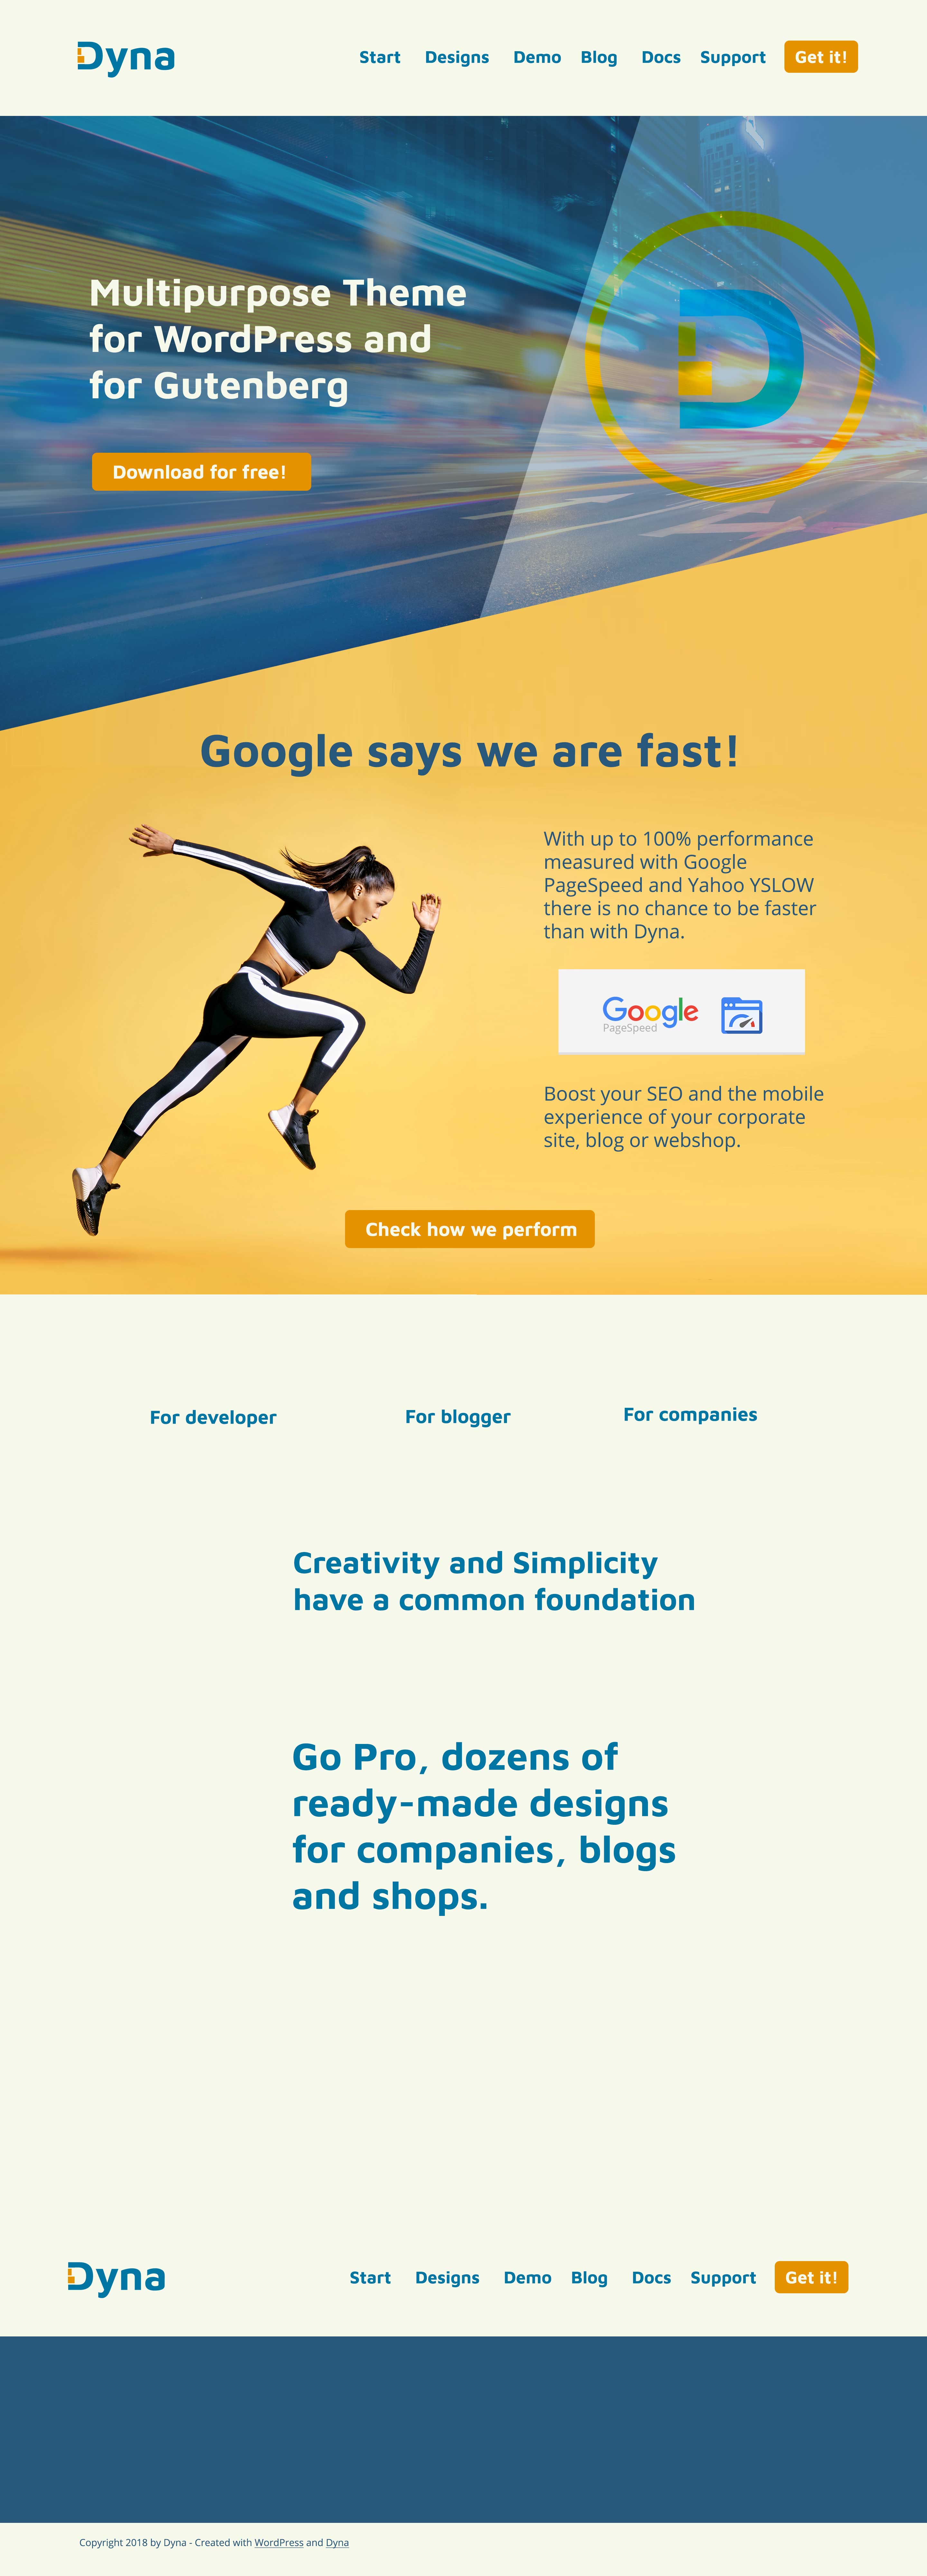 Dyna
Start Designs Demo Blog Docs Support Get it!
Multipurpose Theme
for WordPress and
for Gutenberg
Download for free!
Google says we are fast!
With up to 100% performance
measured with Google
PageSpeed and Yahoo YSLOW
there is no chance to be faster
than with Dyna.
Google
PageSpeed
Boost your SEO and the mobile
experience of your corporate
site, blog or webshop.
Check how we perform
For developer
For blogger
For companies
Creativity and Simplicity
have a common foundation
Go Pro, dozens of
ready-made designs
for companies, blogs
and shops.
Dyna
Start Designs Demo Blog Docs Support Get it!
Copyright 2018 by Dyna - Created with WordPress and Dyna